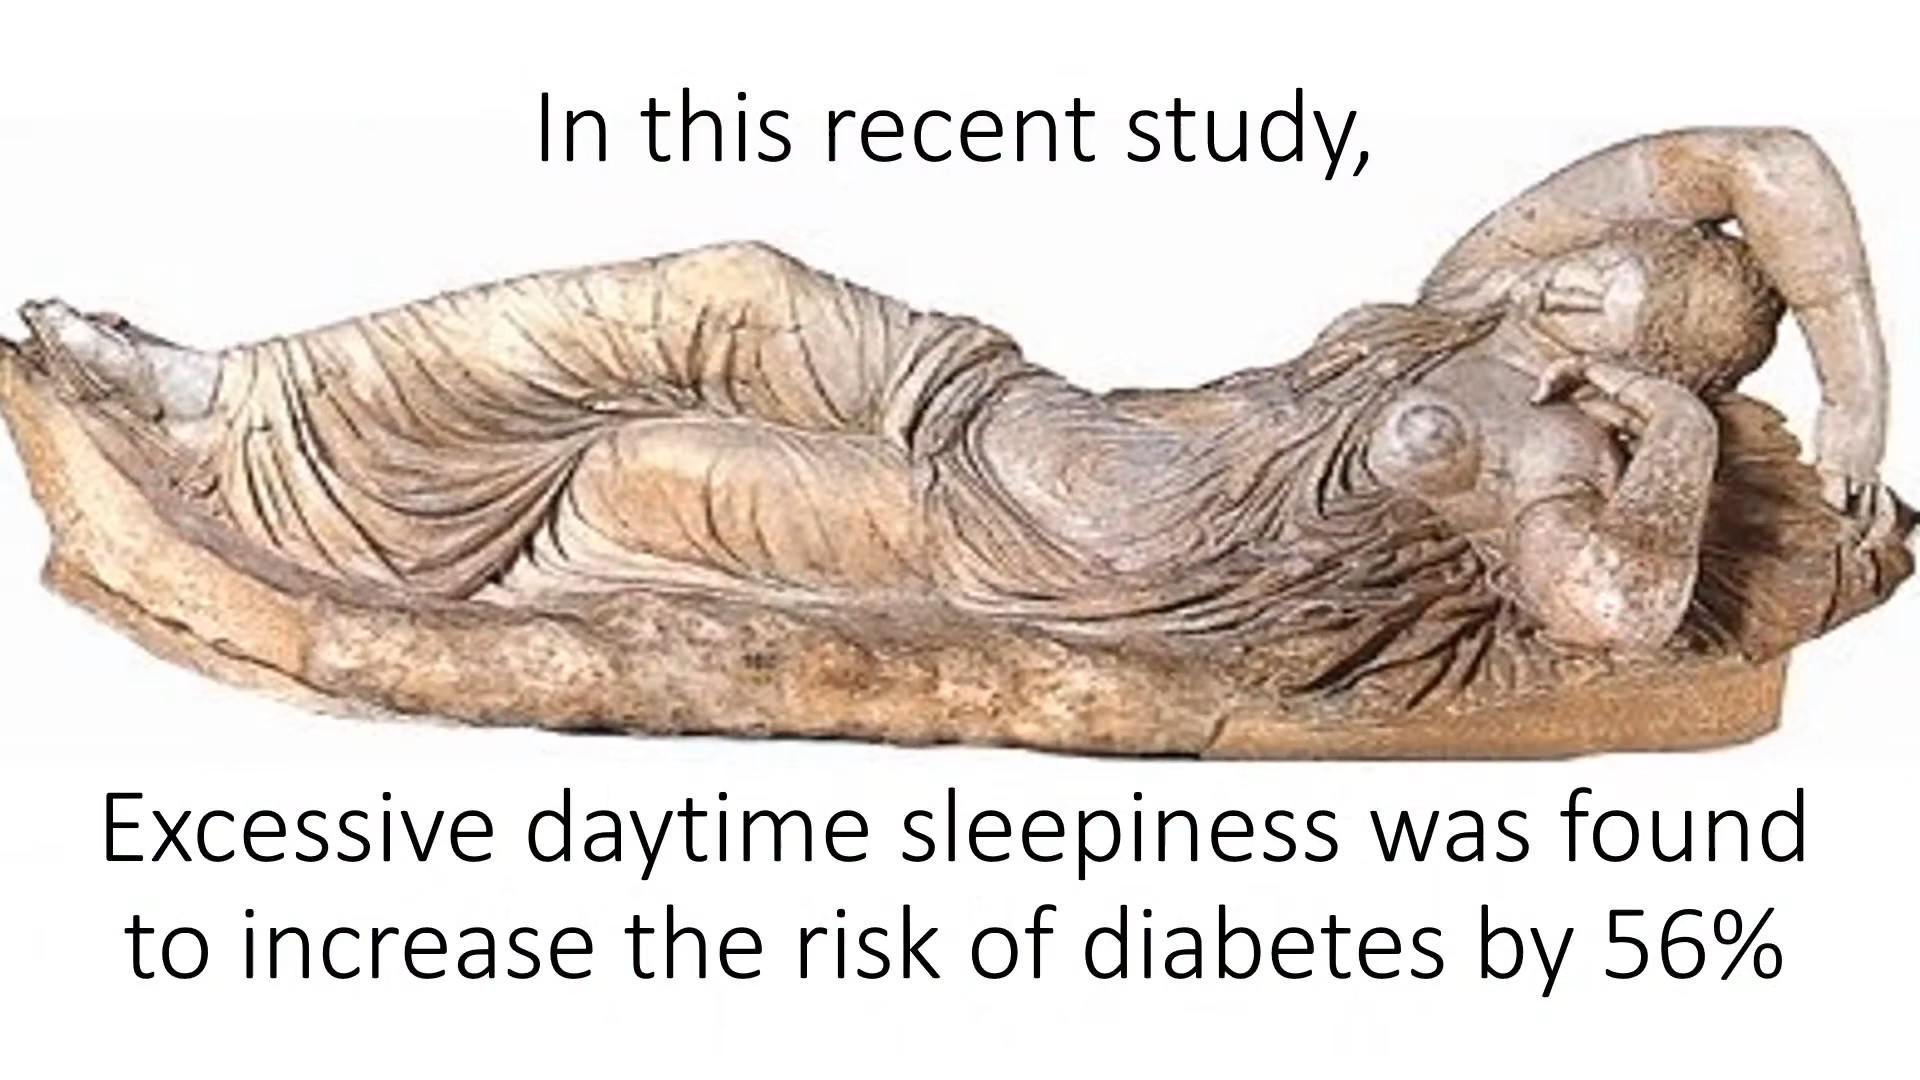 In this recent study,
Excessive daytime sleepiness was found
to increase the risk of diabetes by 56%